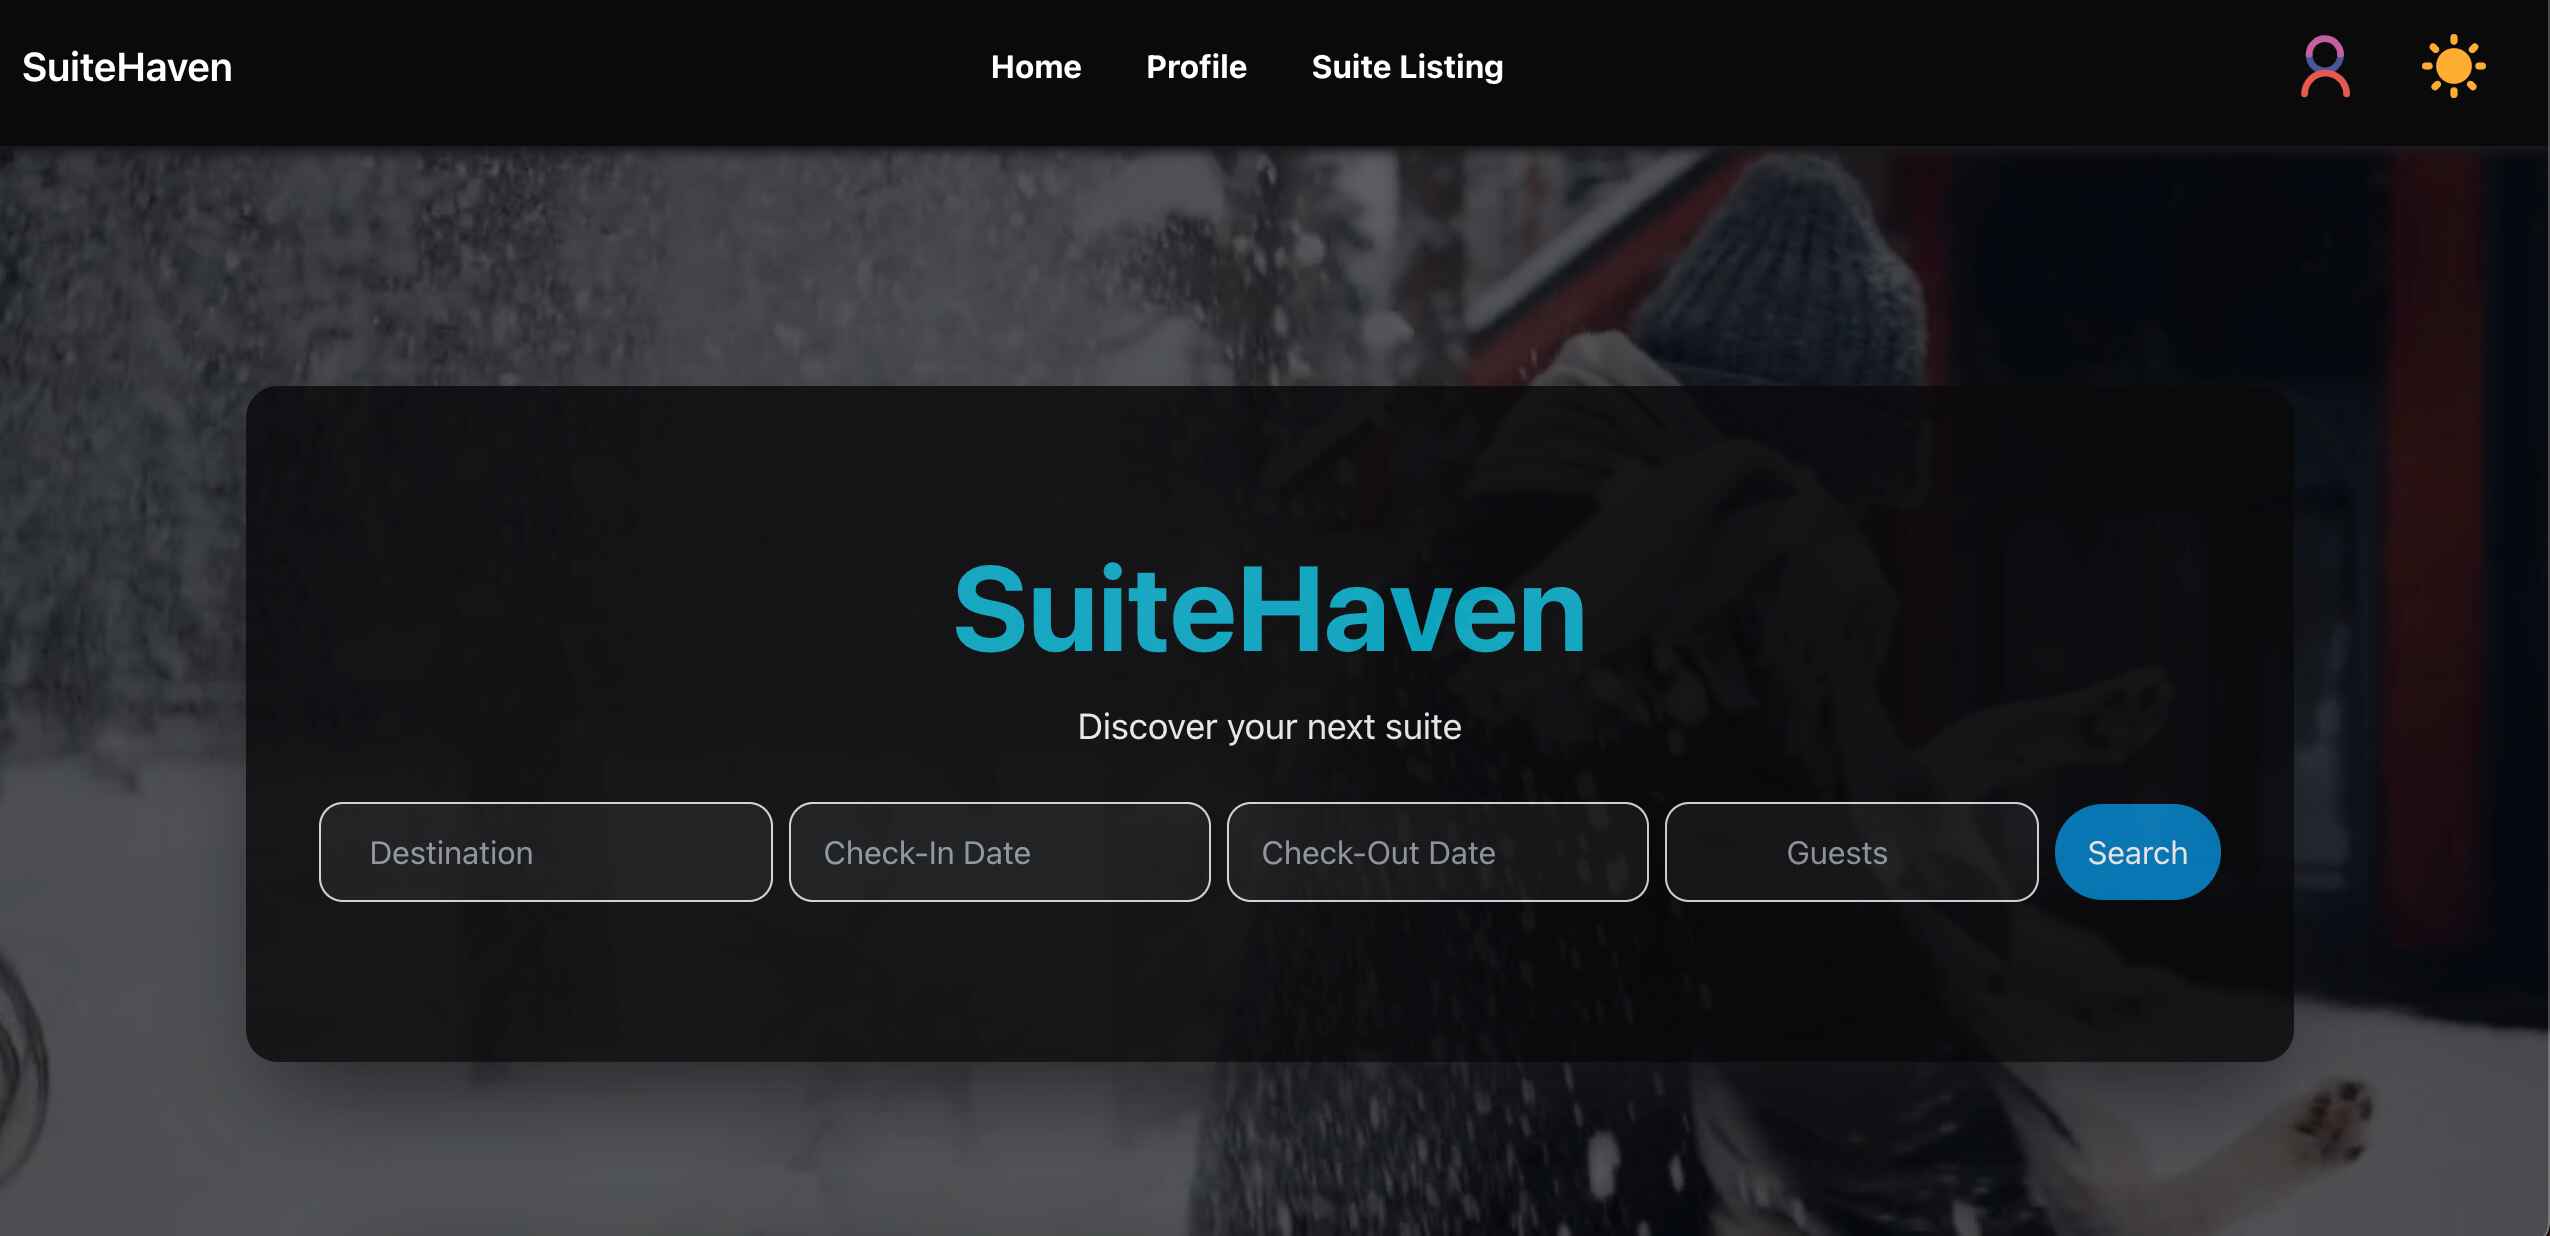 SuiteHaven
Home Profile Suite Listing
SuiteHaven
Discover your next suite
Destination Check-In Date Check-Out Date Guests Search